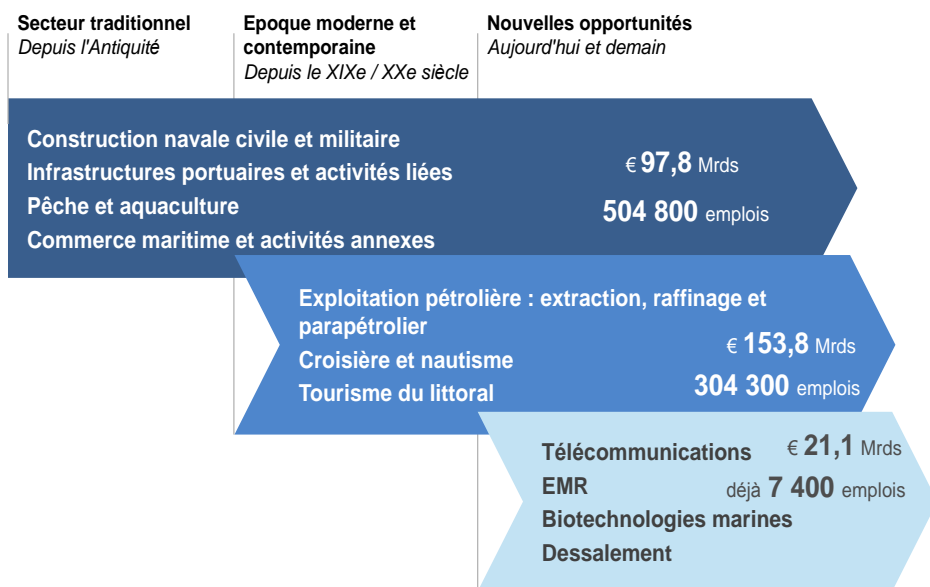 Secteur traditionnel
Depuis l'Antiquité
Epoque moderne et
contemporaine
Depuis le XIXe / XXe siècle
Nouvelles opportunités
Aujourd'hui et demain
Construction navale civile et militaire
Infrastructures portuaires et activités liées
Pêche et aquaculture
Commerce maritime et activités annexes
€ 97,8 Mrds
504 800 emplois
Exploitation pétrolière : extraction, raffinage et
parapétrolier
Croisière et nautisme
Tourisme du littoral
€ 153,8 Mrds
304 300 emplois
Télécommunications
EMR
Biotechnologies marines
Dessalement
€ 21,1 Mrds
déjà 7 400 emplois